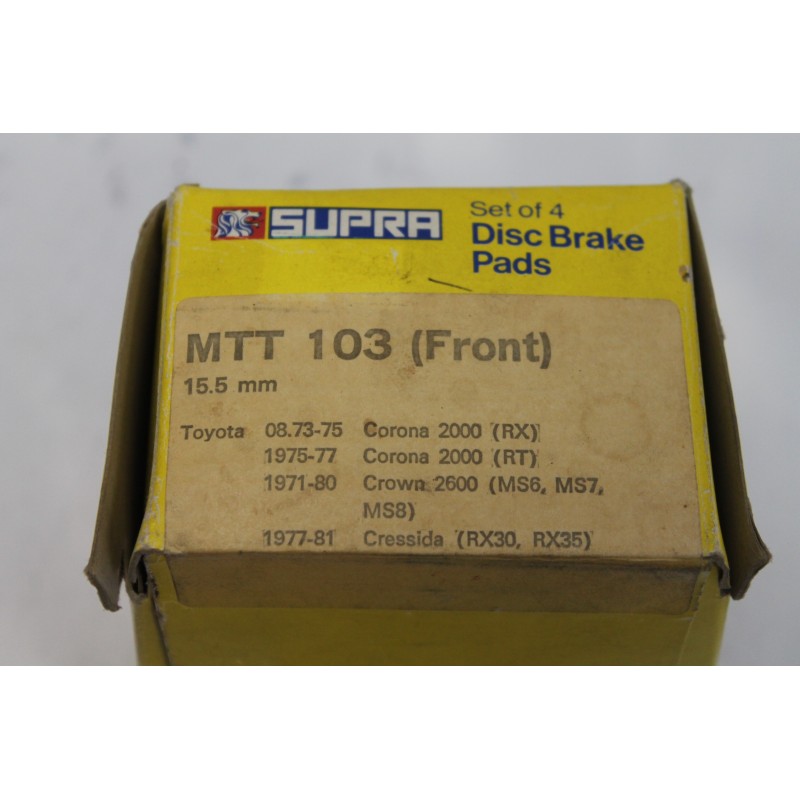 SUPRA
Set of 4
Disc Brake
Pads
MTT 103 (Front)
15.5 mm
Toyota 08.73-75 Corona 2000 (RX)
1975-77 Corona 2000 (RT)
1971-80 Crown 2600 (MS6, MS7,
MS8)
1977-81 Cressida (RX30, RX35)